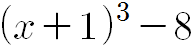 (x + 1)³ − 8